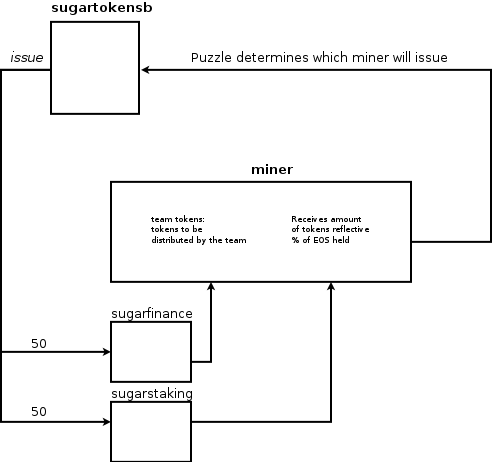 sugartokensb
issue
Puzzle determines which miner will issue
miner
team tokens:
tokens to be
distributed by the team
Receives amount
of tokens reflective
% of EOS held
sugarfinance
50
sugarstaking
50